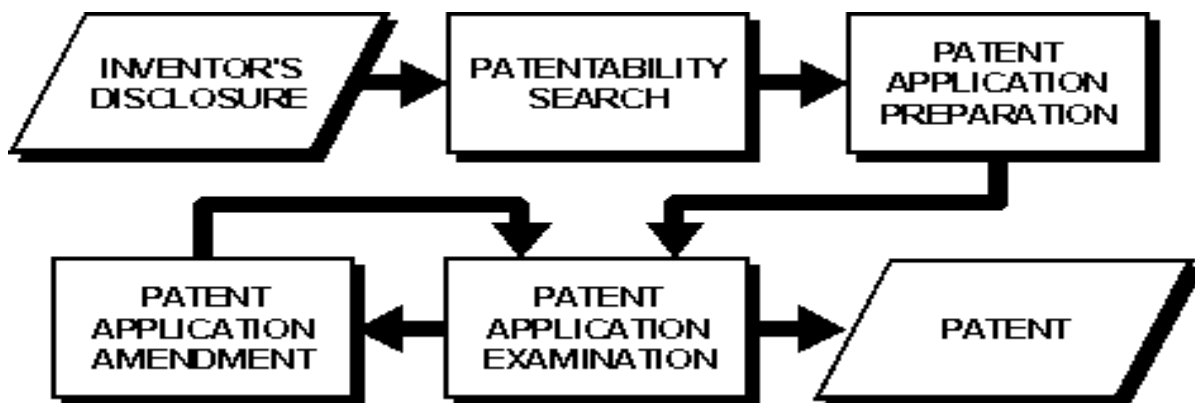 INVENTOR'S
DISCLOSURE
PATENTABILITY
SEARCH
PATENT
APPLICATION
PREPARATION
PATENT
APPLICATION
AMENDMENT
PATENT
APPLICATION
EXAMINATION
PATENT